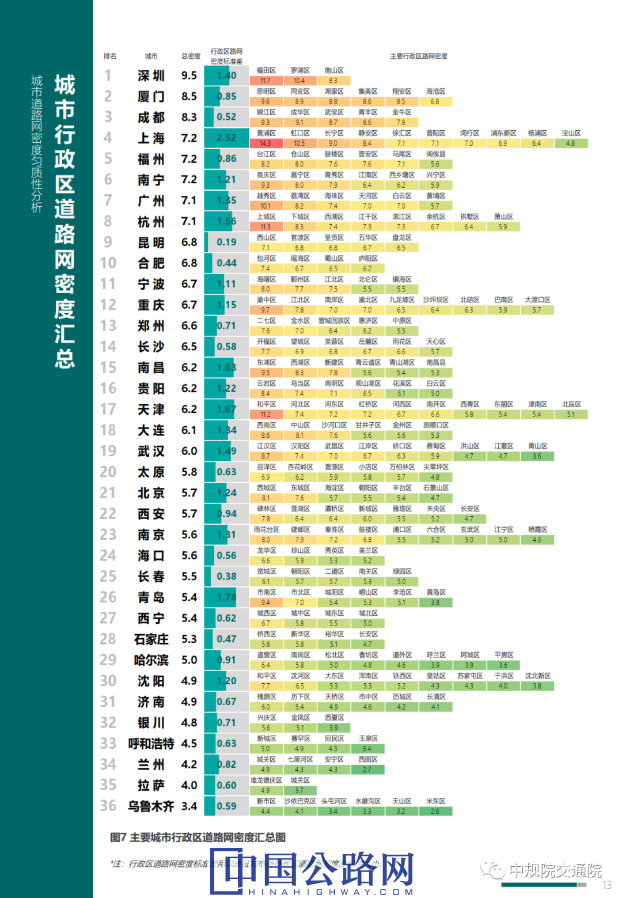 城市行政区道路网密度汇总
城市道路网密度匀质性分析
排名 城市 总密度 行政区路网密度标准差 主要行政区路网密度
福田区 罗湖区 南山区
1 深圳 9.5 1.40 11.7 10.4 8.3
思明区 同安区 湖里区 集美区 翔安区 海沧区
2 厦门 8.5 0.85 9.6 8.9 8.8 8.6 8.5 6.8
锦江区 成华区 武侯区 青羊区 金牛区
3 成都 8.3 0.52 9.3 9.1 8.7 8.6 7.8
黄浦区 虹口区 长宁区 静安区 徐汇区 普陀区 闵行区 浦东新区 杨浦区 宝山区
4 上海 7.2 2.52 14.3 10.5 9.0 8.4 7.1 7.1 7.0 6.9 6.4 4.8
台江区 仓山区 鼓楼区 晋安区 马尾区 闽侯县
5 福州 7.2 0.86 8.2 8.0 7.6 7.6 7.1 5.6
良庆区 邕宁区 青秀区 江南区 西乡塘区 兴宁区
6 南宁 7.2 1.21 9.3 8.0 7.9 6.4 6.2 5.9
越秀区 荔湾区 海珠区 天河区 白云区 黄埔区
7 广州 7.1 1.35 10.1 8.2 7.4 7.0 7.0 5.7
上城区 下城区 西湖区 江干区 滨江区 余杭区 拱墅区 萧山区
8 杭州 7.1 1.56 11.3 8.3 7.4 7.3 7.3 6.7 6.4 5.9
西山区 官渡区 呈贡区 五华区 盘龙区
9 昆明 6.8 0.19 7.1 6.8 6.8 6.7 6.5
包河区 瑶海区 蜀山区 庐阳区
10 合肥 6.8 0.44 7.4 6.7 6.5 6.2
海曙区 鄞州区 江北区 北仑区 镇海区
11 宁波 6.7 1.11 8.0 7.7 7.5 5.5 5.5
渝中区 江北区 南岸区 渝北区 九龙坡区 沙坪坝区 北碚区 巴南区 大渡口区
12 重庆 6.7 1.15 9.7 7.8 7.0 7.0 6.5 6.4 6.3 5.9 5.7
二七区 金水区 管城回族区 惠济区 中原区
13 郑州 6.6 0.71 7.6 7.0 6.4 6.2 5.5
开福区 望城区 芙蓉区 岳麓区 雨花区 天心区
14 长沙 6.5 0.58 7.7 6.9 6.8 6.7 6.6 5.7
东湖区 西湖区 新建区 青云谱区 青山湖区 南昌县
15 南昌 6.2 1.63 9.5 8.3 7.8 5.6 5.4 5.3
云岩区 乌当区 南明区 观山湖区 花溪区 白云区
16 贵阳 6.2 1.22 8.4 7.4 7.1 6.5 5.1 5.0
和平区 河北区 河东区 红桥区 河西区 南开区 西青区 东丽区 津南区 北辰区
17 天津 6.2 1.67 11.2 7.4 7.2 7.2 6.7 6.6 5.8 5.4 5.4 5.1
西岗区 中山区 沙河口区 甘井子区 金州区 旅顺口区
18 大连 6.1 1.34 8.6 8.1 7.6 5.6 5.6 5.3
江汉区 汉阳区 武昌区 江岸区 硚口区 蔡甸区 洪山区 江夏区 青山区
19 武汉 6.0 1.49 8.7 7.4 7.0 6.7 6.3 5.9 4.7 4.7 3.6
迎泽区 杏花岭区 晋源区 小店区 万柏林区 尖草坪区
20 太原 5.8 0.63 6.9 6.2 5.9 5.8 5.7 4.8
西城区 东城区 海淀区 朝阳区 丰台区 石景山区
21 北京 5.7 1.24 8.1 7.6 5.7 5.5 5.4 4.7
碑林区 莲湖区 灞桥区 新城区 雁塔区 未央区 长安区
22 西安 5.7 0.94 7.8 6.4 6.4 6.0 5.5 5.2 4.7
雨花台区 建邺区 秦淮区 鼓楼区 浦口区 六合区 玄武区 江宁区 栖霞区
23 南京 5.6 1.31 8.0 7.9 7.2 6.8 5.5 5.2 5.0 5.0 4.3
龙华区 琼山区 秀英区 美兰区
24 海口 5.6 0.56 6.6 5.9 5.3 5.2
宽城区 朝阳区 二道区 南关区 绿园区
25 长春 5.5 0.38 6.1 5.7 5.7 5.3 5.0
市南区 市北区 城阳区 崂山区 李沧区 黄岛区
26 青岛 5.4 1.78 9.4 7.0 5.4 5.3 5.1 3.8
城西区 城中区 城东区 城北区
27 西宁 5.4 0.62 6.7 5.8 5.5 5.0
桥西区 新华区 裕华区 长安区
28 石家庄 5.3 0.47 5.8 5.8 5.1 4.7
道里区 南岗区 松北区 香坊区 道外区 呼兰区 阿城区 平房区
29 哈尔滨 5.0 0.91 6.4 5.8 5.0 4.8 4.6 3.9 3.9 3.6
和平区 沈河区 大东区 浑南区 铁西区 皇姑区 苏家屯区 于洪区 沈北新区
30 沈阳 4.9 1.20 7.7 6.5 5.3 5.3 5.2 4.3 4.3 4.0 3.8
槐荫区 历下区 天桥区 市中区 历城区 长清区
31 济南 4.9 0.67 6.0 5.4 4.9 4.6 4.2 4.1
兴庆区 金凤区 西夏区
32 银川 4.8 0.71 5.6 5.1 3.9
新城区 赛罕区 回民区 玉泉区
33 呼和浩特 4.5 0.63 5.0 4.9 4.5 3.4
城关区 七里河区 安宁区 西固区
34 兰州 4.2 0.82 4.9 4.3 4.3 2.7
堆龙德庆区 城关区
35 拉萨 4.0 0.60 4.9 3.7
新市区 沙依巴克区 头屯河区 水磨沟区 天山区 米东区
36 乌鲁木齐 3.4 0.59 4.4 4.1 3.4 3.3 3.2 2.6
图7 主要城市行政区道路网密度汇总图
*注：行政区道路网密度标准
中国公路网
CHINAHIGHWAY.COM
中规院交通院
13